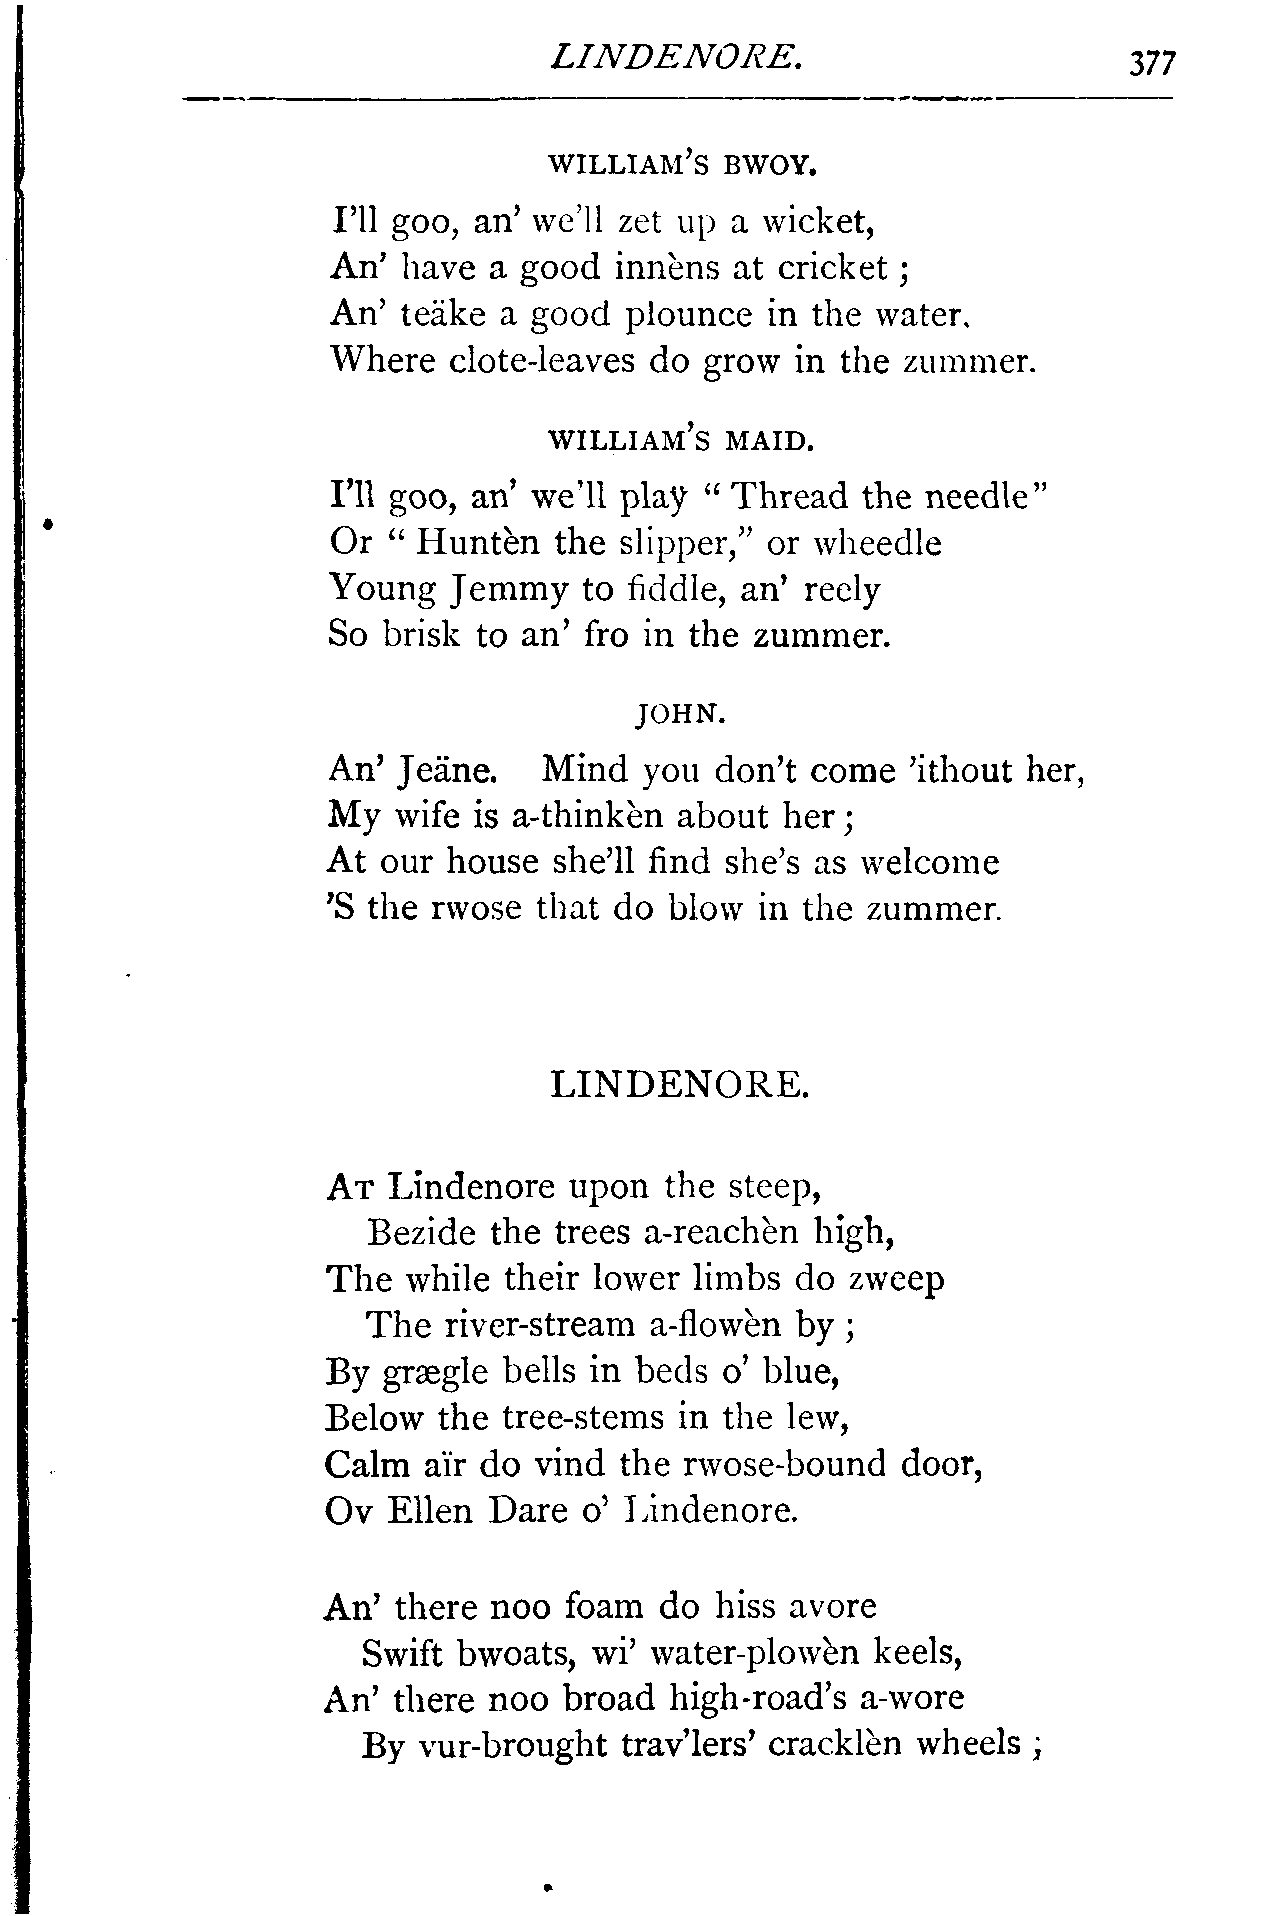 LINDENORE. 377
WILLIAM'S BWOY.
I'll goo, an' we'll zet up a wicket,
An' have a good innèns at cricket ;
An' teäke a good plounce in the water.
Where clote-leaves do grow in the zummer.
WILLIAM'S MAID.
I'll goo, an' we'll play “ Thread the needle”
Or “ Huntèn the slipper,” or wheedle
Young Jemmy to fiddle, an' reely
So brisk to an' fro in the zummer.
JOHN.
An' Jeäne. Mind you don't come 'ithout her,
My wife is a-thinkèn about her ;
At our house she'll find she's as welcome
'S the rwose that do blow in the zummer.
LINDENORE.
AT Lindenore upon the steep,
Bezide the trees a-reachèn high,
The while their lower limbs do zweep
The river-stream a-flowèn by ;
By grægle bells in beds o' blue,
Below the tree-stems in the lew,
Calm aïr do vind the rwose-bound door,
Ov Ellen Dare o' Lindenore.
An' there noo foam do hiss avore
Swift bwoats, wi' water-plowèn keels,
An' there noo broad high-road's a-wore
By vur-brought trav'lers' cracklèn wheels ;